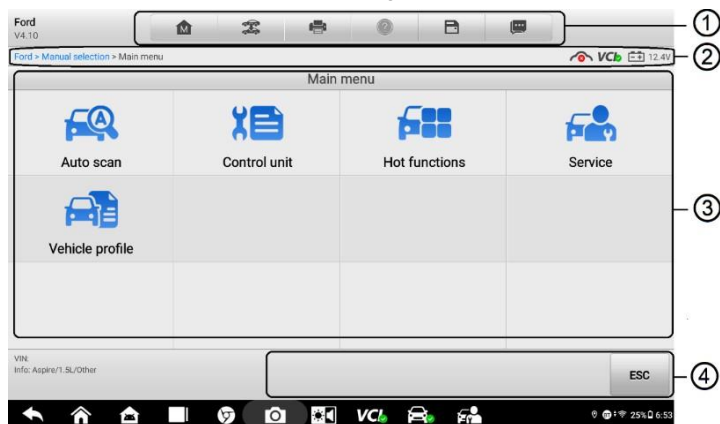 Ford
V4.10
M
?
①
Ford > Manual selection > Main menu
VCI
12.4V
②
Main menu
A
Auto scan
Control unit
Hot functions
Service
③
Vehicle profile
VIN:
Info: Aspire/1.5L/Other
ESC
④
VCI
25% 6:53